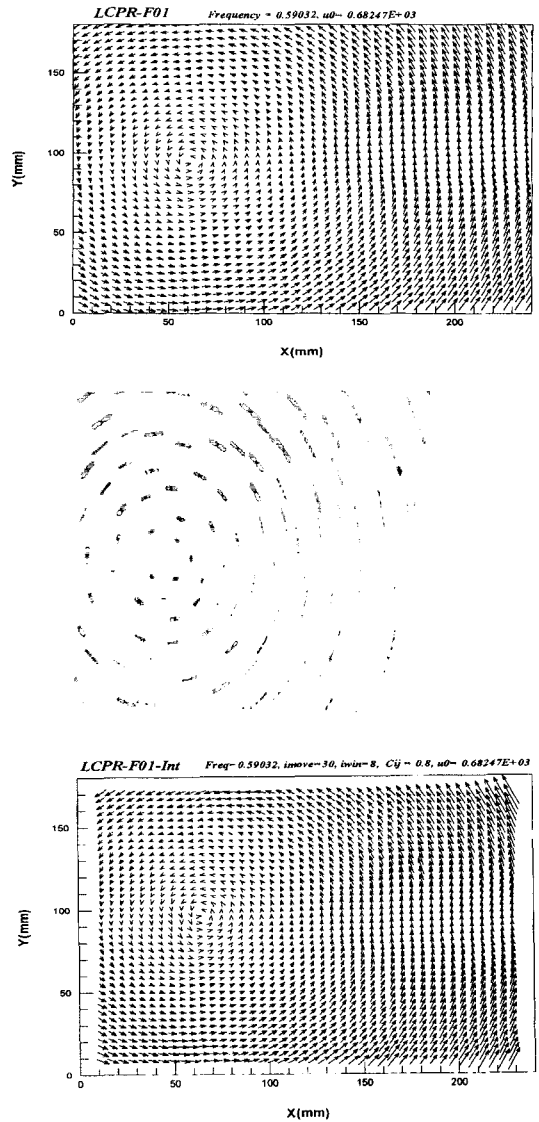 LCPR-F01 Frequency = 0.59032, u0= 0.68247E+03
150
100
50
0
Y(mm)
0 50 100 150 200
X(mm)
LCPR-F01-Int Freq= 0.59032, imove=30, iwin=8, Cij = 0.8, u0= 0.68247E+03
150
100
50
0
Y(mm)
0 50 100 150 200
X(mm)